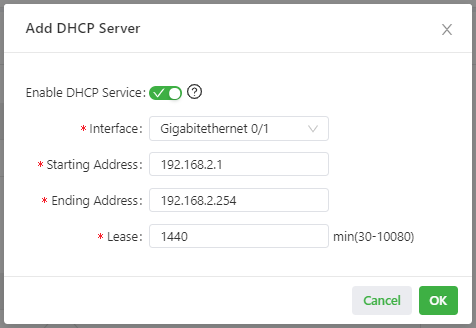 Add DHCP Server
Enable DHCP Service:
* Interface: Gigabitethernet 0/1
* Starting Address: 192.168.2.1
* Ending Address: 192.168.2.254
* Lease: 1440 min(30-10080)
Cancel OK